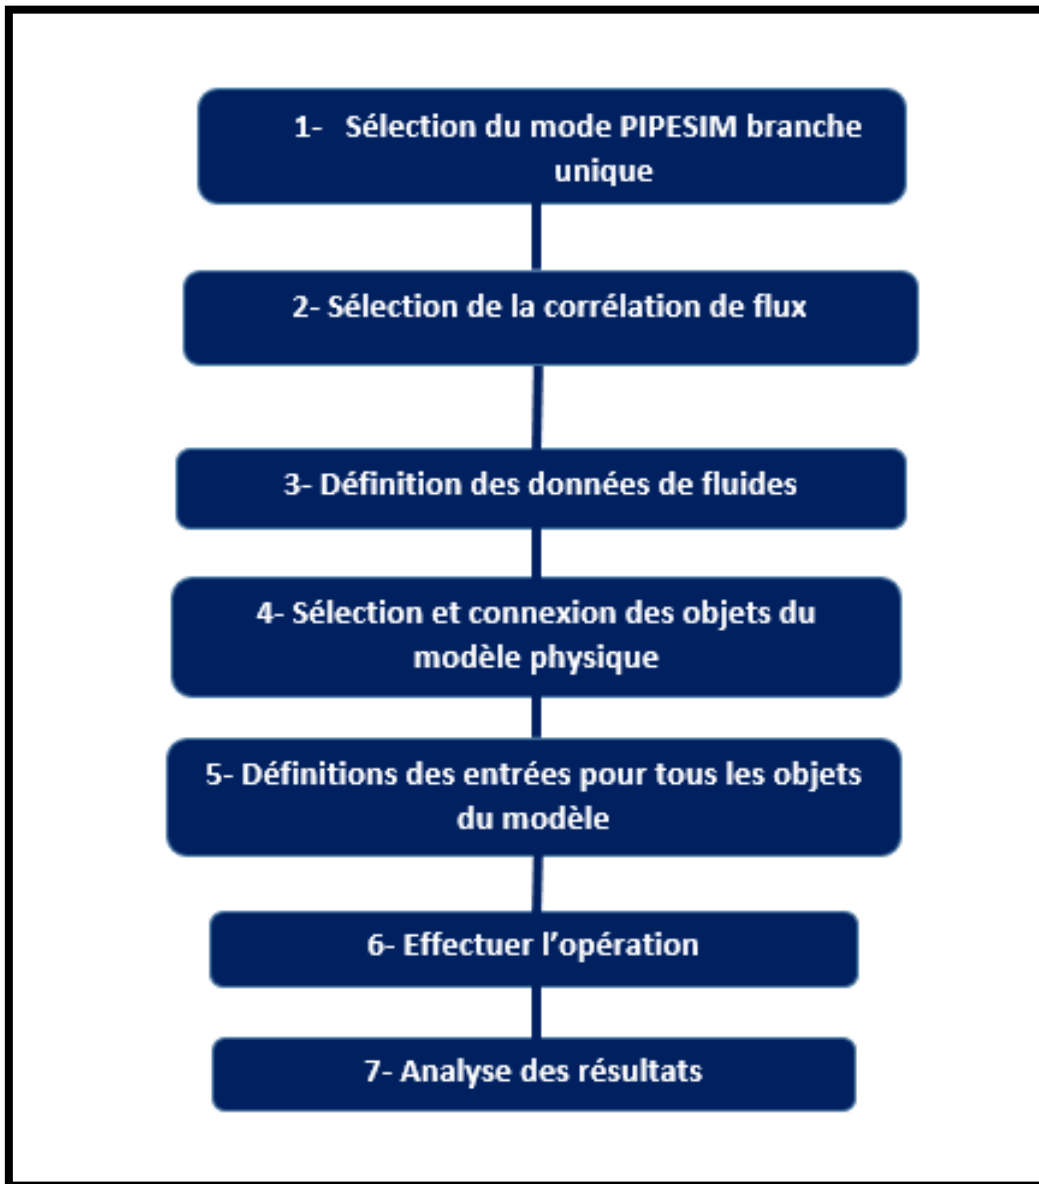 1- Sélection du mode PIPESIM branche
unique
2- Sélection de la corrélation de flux
3- Définition des données de fluides
4- Sélection et connexion des objets du
modèle physique
5- Définitions des entrées pour tous les objets
du modèle
6- Effectuer l’opération
7- Analyse des résultats